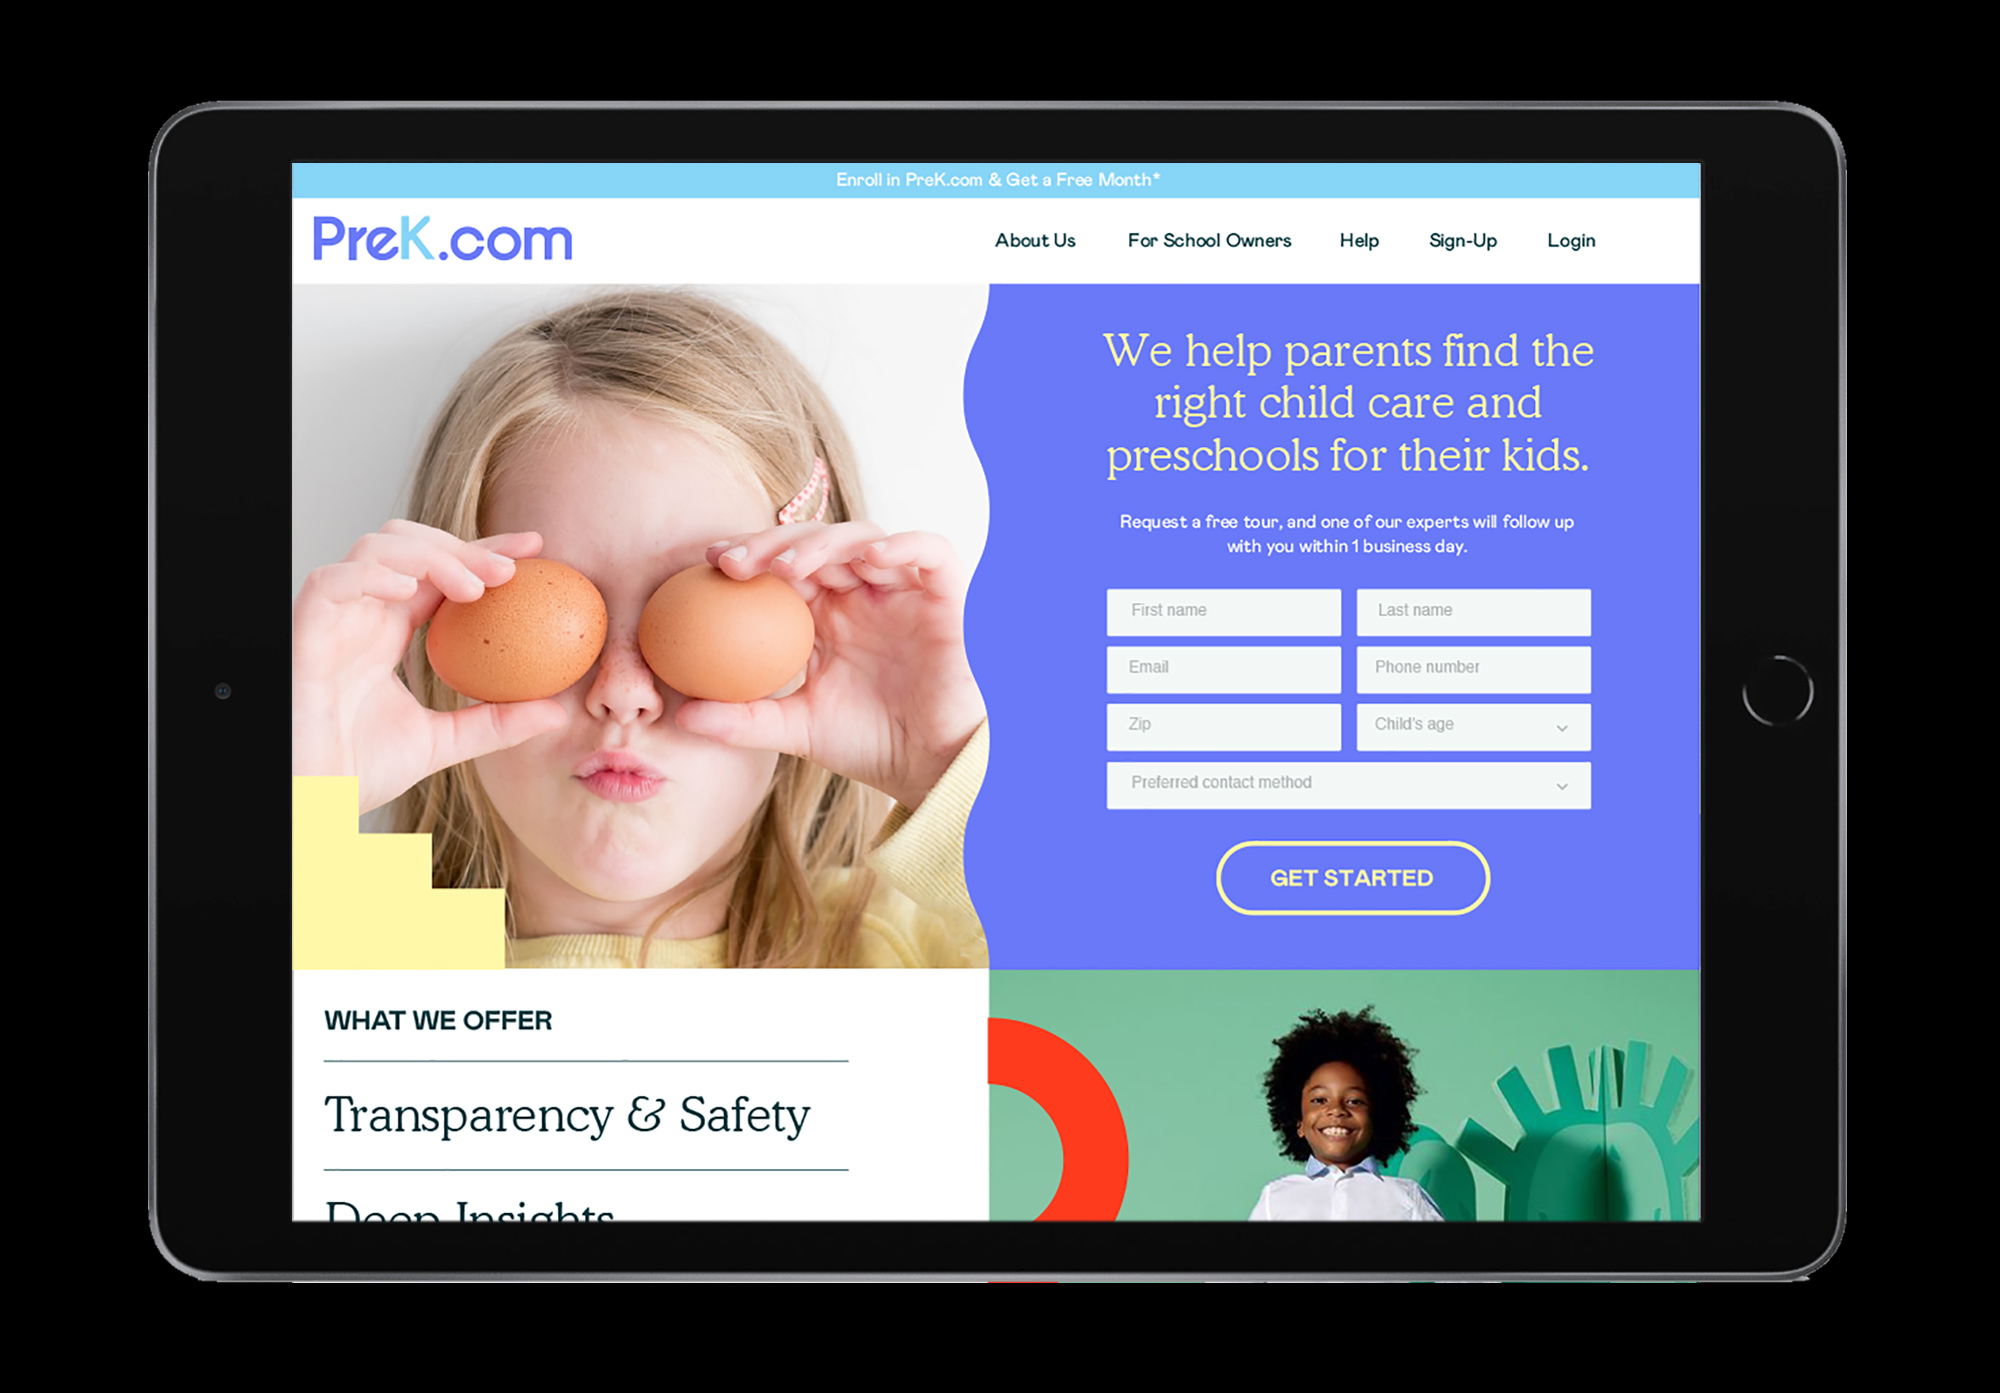 Enroll in PreK.com & Get a Free Month*
PreK.com
About Us
For School Owners
Help
Sign-Up
Login
We help parents find the
right child care and
preschools for their kids.
Request a free tour, and one of our experts will follow up
with you within 1 business day.
First name
Last name
Email
Phone number
Zip
Child's age
Preferred contact method
GET STARTED
WHAT WE OFFER
Transparency & Safety
Deep Insights